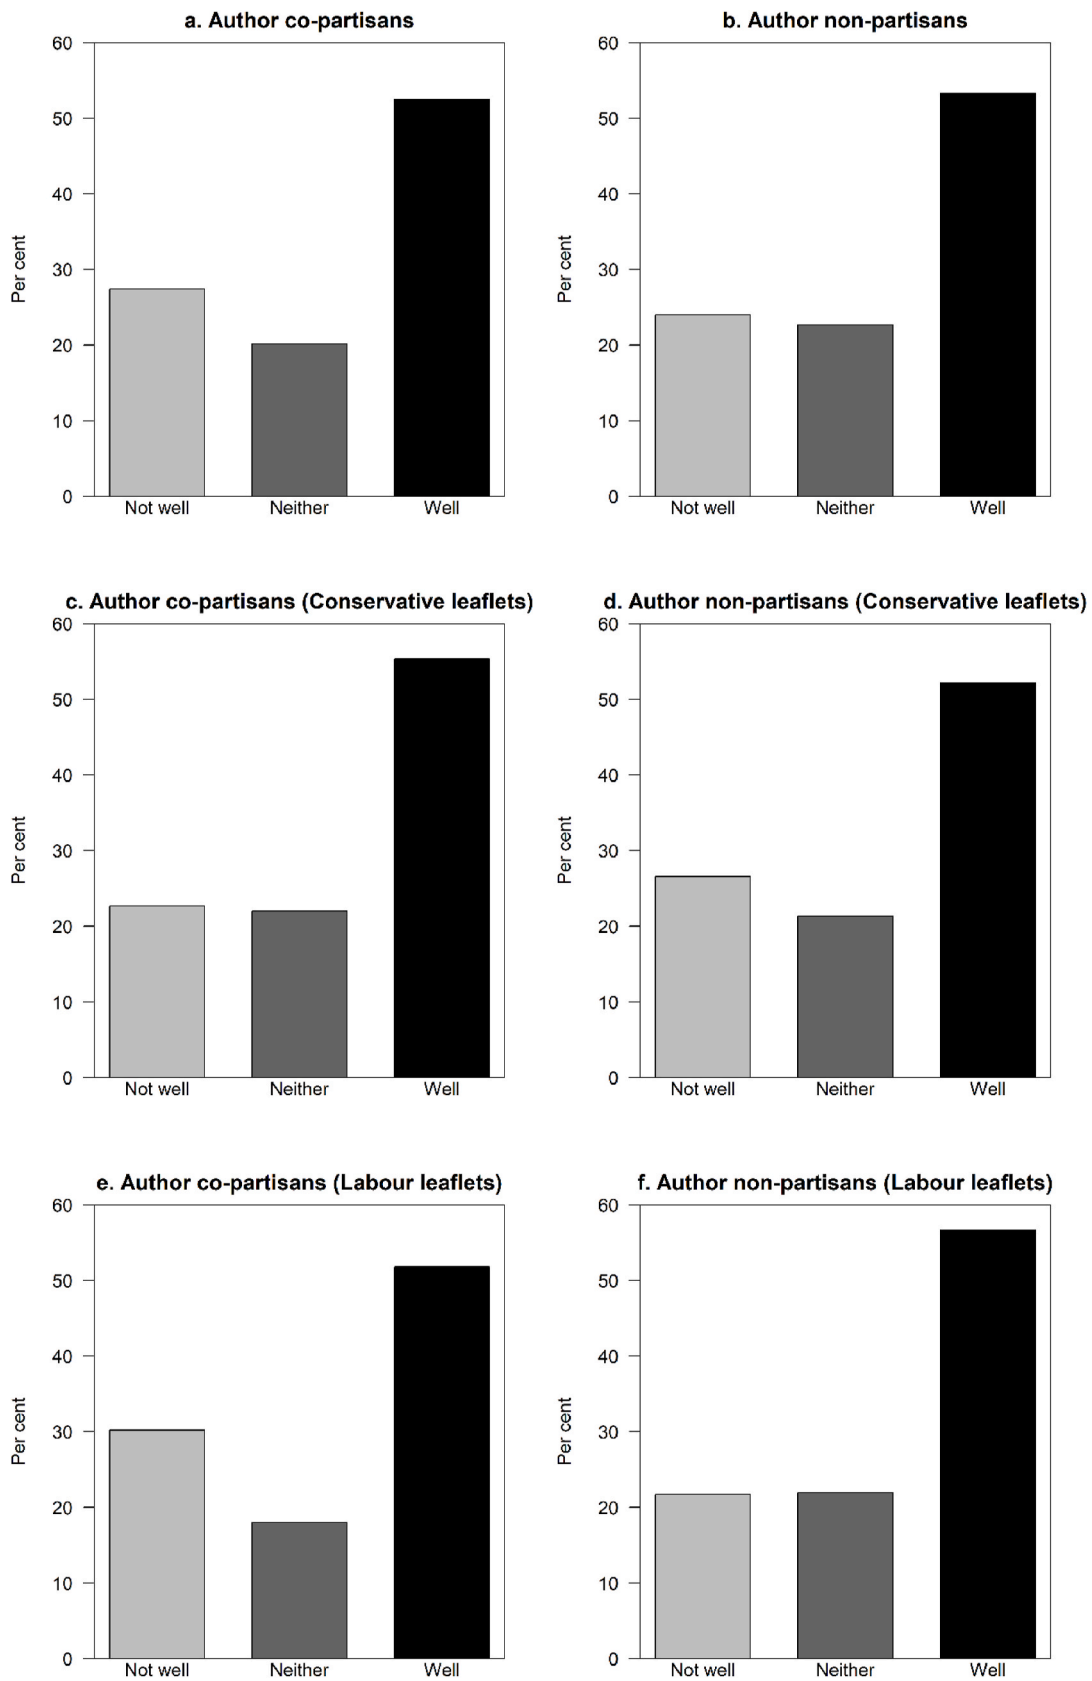 a. Author co-partisans
60
50
40
30
20
10
0
Per cent
Not well Neither Well
b. Author non-partisans
60
50
40
30
20
10
0
Per cent
Not well Neither Well
c. Author co-partisans (Conservative leaflets)
60
50
40
30
20
10
0
Per cent
Not well Neither Well
d. Author non-partisans (Conservative leaflets)
60
50
40
30
20
10
0
Per cent
Not well Neither Well
e. Author co-partisans (Labour leaflets)
60
50
40
30
20
10
0
Per cent
Not well Neither Well
f. Author non-partisans (Labour leaflets)
60
50
40
30
20
10
0
Per cent
Not well Neither Well